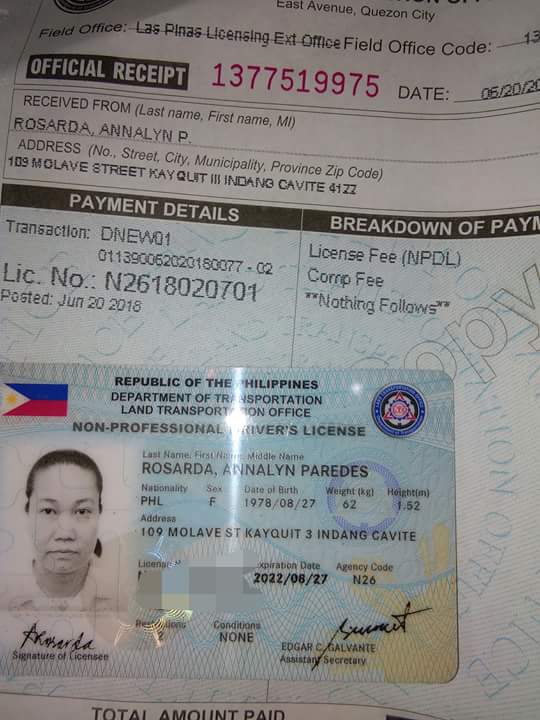 East Avenue, Quezon City
Field Office: Las Pinas Licensing Ext Office Field Office Code: 13
OFFICIAL RECEIPT 1377519975 DATE: 06/20/20
RECEIVED FROM (Last name, First name, MI)
ROSARDA, ANNALYN P.
ADDRESS (No., Street, City, Municipality, Province Zip Code)
109 MOLAVE STREET KAYQUIT III INDANG CAVITE 4122
PAYMENT DETAILS BREAKDOWN OF PAYM
Transaction: DNEW01 License Fee (NPDL)
011390062020180077 - 02 Comp Fee
Lic. No.: N2618020701 **Nothing Follows**
Posted: Jun 20 2018
REPUBLIC OF THE PHILIPPINES
DEPARTMENT OF TRANSPORTATION
LAND TRANSPORTATION OFFICE
NON-PROFESSIONAL DRIVER'S LICENSE
Last Name, First Name, Middle Name
ROSARDA, ANNALYN PAREDES
Nationality Sex Date of Birth Weight (kg) Height(m)
PHL F 1978/08/27 62 1.52
Address
109 MOLAVE ST KAYQUIT 3 INDANG CAVITE
License Expiration Date Agency Code
2022/08/27 N26
Restrictions Conditions
2 NONE
ARosarda
Signature of Licensee
EDGAR C. GALVANTE
Assistant Secretary
TOTAL AMOUNT PAID